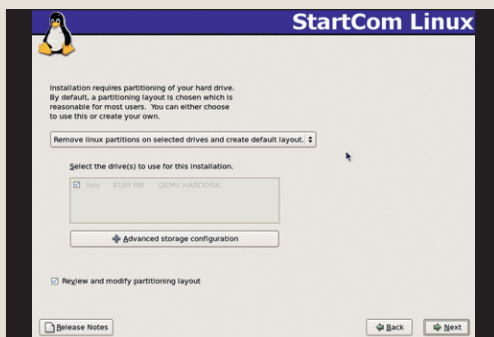 StartCom Linux
Installation requires partitioning of your hard drive.
By default, a partitioning layout is chosen which is
reasonable for most users. You can either choose
to use this or create your own.
Remove linux partitions on selected drives and create default layout.
Select the drive(s) to use for this installation.
hda 8189 MB QEMU HARDDISK
Advanced storage configuration
Review and modify partitioning layout
Release Notes
Back
Next